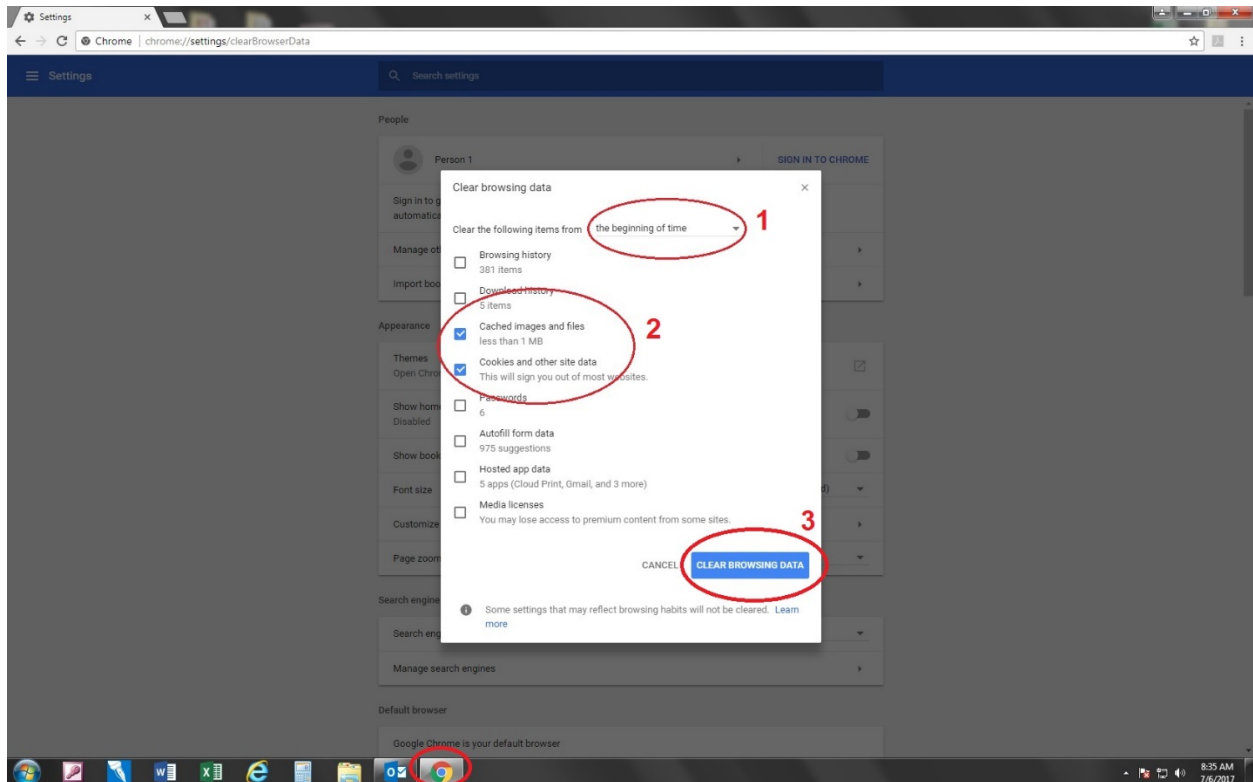 Settings
Chrome | chrome://settings/clearBrowserData
Settings
Search settings
People
Person 1
SIGN IN TO CHROME
Sign in to
automatica
Manage
Import
Clear browsing data
Clear the following items from the beginning of time
1
Browsing history
381 items
Download history
5 items
Cached images and files
less than 1 MB
2
Cookies and other site data
This will sign you out of most websites.
Passwords
6
Autofill form data
975 suggestions
Hosted app data
5 apps (Cloud Print, Gmail, and 3 more)
Media licenses
You may lose access to premium content from some sites.
3
CANCEL
CLEAR BROWSING DATA
Some settings that may reflect browsing habits will not be cleared. Learn
more
Appearance
Themes
Open Chro
Show hom
Disabled
Show book
Font size
d)
Customize
Page zoom
Search engine
Search eng
Manage search engines
Default browser
Google Chrome is your default browser
8:35 AM
7/6/2017